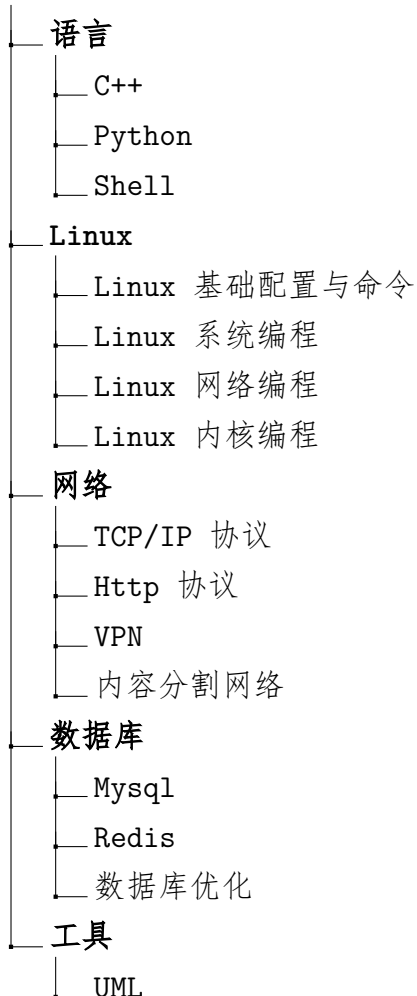 语言
C++
Python
Shell
Linux
Linux 基础配置与命令
Linux 系统编程
Linux 网络编程
Linux 内核编程
网络
TCP/IP 协议
Http 协议
VPN
内容分割网络
数据库
Mysql
Redis
数据库优化
工具
UML